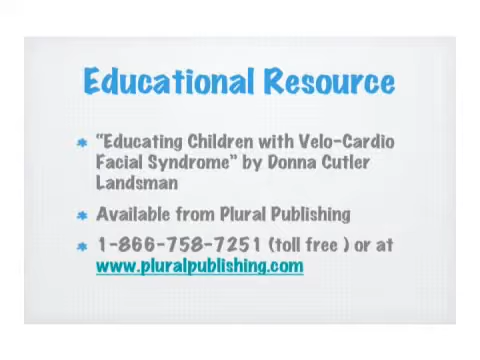 Educational Resource
"Educating Children with Velo-Cardio
Facial Syndrome" by Donna Cutler
Landsman
Available from Plural Publishing
1-866-758-7251 (toll free ) or at
www.pluralpublishing.com